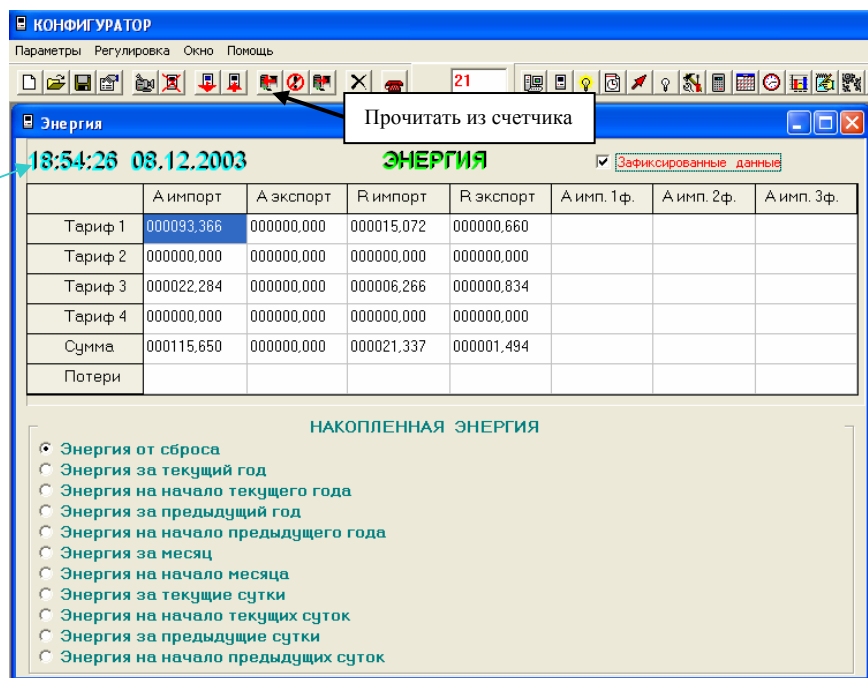 КОНФИГУРАТОР
Параметры Регулировка Окно Помощь
21
Прочитать из счетчика
Энергия
18:54:26 08.12.2003 ЭНЕРГИЯ Зафиксированные данные
А импорт А экспорт R импорт R экспорт А имп. 1ф. А имп. 2ф. А имп. 3ф.
Тариф 1 000093,366 000000,000 000015,072 000000,660
Тариф 2 000000,000 000000,000 000000,000 000000,000
Тариф 3 000022,284 000000,000 000006,266 000000,834
Тариф 4 000000,000 000000,000 000000,000 000000,000
Сумма 000115,650 000000,000 000021,337 000001,494
Потери
НАКОПЛЕННАЯ ЭНЕРГИЯ
Энергия от сброса
Энергия за текущий год
Энергия на начало текущего года
Энергия за предыдущий год
Энергия на начало предыдущего года
Энергия за месяц
Энергия на начало месяца
Энергия за текущие сутки
Энергия на начало текущих суток
Энергия за предыдущие сутки
Энергия на начало предыдущих суток